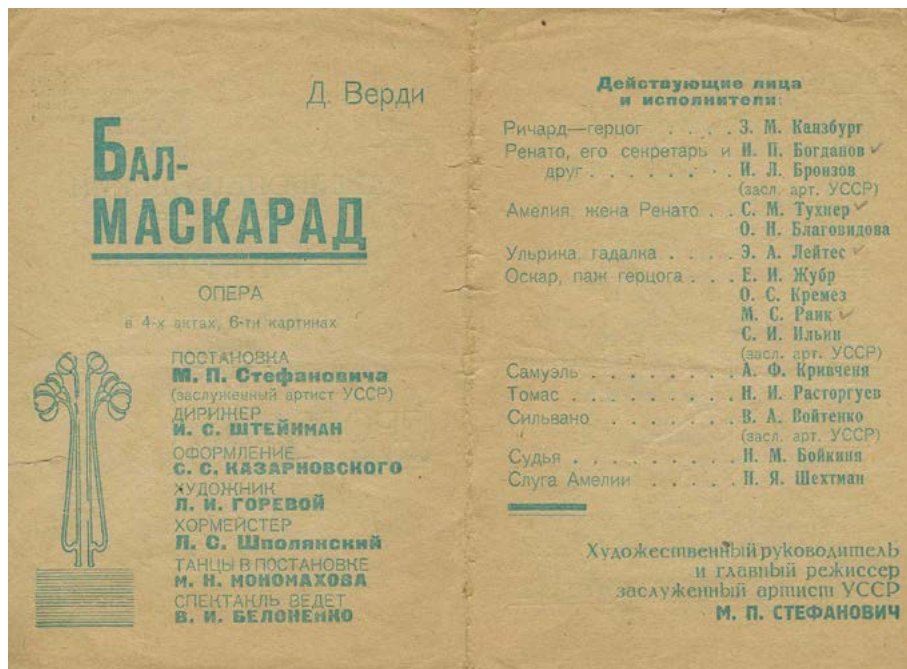 Д. Верди
БАЛ-
МАСКАРАД
ОПЕРА
в 4-х актах, 6-ти картинах
ПОСТАНОВКА
М. П. Стефановича
(заслуженный артист УССР)
ДИРИЖЕР
И. С. ШТЕЙНМАН
ОФОРМЛЕНИЕ
С. С. КАЗАРНОВСКОГО
ХУДОЖНИК
Л. И. ГОРЕВОЙ
ХОРМЕЙСТЕР
Л. С. Шполянский
ТАНЦЫ В ПОСТАНОВКЕ
М. Н. МОНОМАХОВА
СПЕКТАКЛЬ ВЕДЕТ
В. И. БЕЛОНЕНКО
Действующие лица
и исполнители:
Ричард—герцог . . . . З. М. Канзбург
Ренато, его секретарь и И. П. Богданов
друг . . . . . . . И. Л. Бронзов
(засл. арт. УССР)
Амелия, жена Ренато . . С. М. Тухнер
О. Н. Благовидова
Ульрика, гадалка . . . . Э. А. Лейтес
Оскар, паж герцога . . . Е. И. Жубр
О. С. Кремез
М. С. Раик
С. И. Ильин
(засл. арт. УССР)
Самуэль . . . . . . . . . А. Ф. Кривченя
Томас . . . . . . . . . . Н. И. Расторгуев
Сильвано . . . . . . . В. А. Войтенко
(засл. арт. УССР)
Судья . . . . . . . . . . Н. М. Бойкиня
Слуга Амелии . . . . . Н. Я. Шехтман
Художественный руководитель
и главный режиссер
заслуженный артист УССР
М. П. СТЕФАНОВИЧ